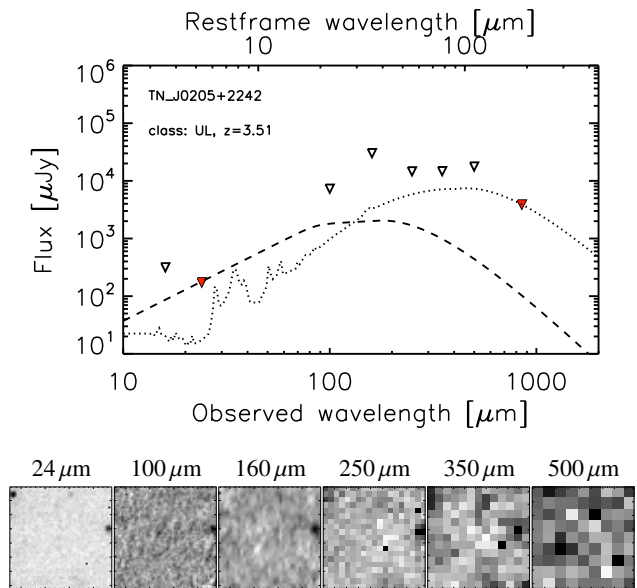 Restframe wavelength [μm]
10 100
10⁶
10⁵
10⁴
10³
10²
10¹
Flux [μJy]
TN_J0205+2242
class: UL, z=3.51
10 100 1000
Observed wavelength [μm]
24 μm 100 μm 160 μm 250 μm 350 μm 500 μm